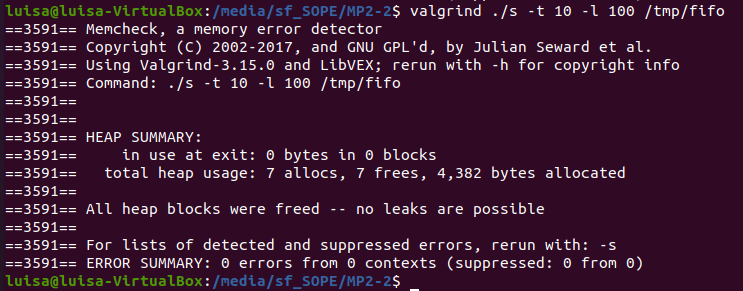 luisa@luisa-VirtualBox:/media/sf_SOPE/MP2-2$ valgrind ./s -t 10 -l 100 /tmp/fifo
==3591== Memcheck, a memory error detector
==3591== Copyright (C) 2002-2017, and GNU GPL'd, by Julian Seward et al.
==3591== Using Valgrind-3.15.0 and LibVEX; rerun with -h for copyright info
==3591== Command: ./s -t 10 -l 100 /tmp/fifo
==3591==
==3591==
==3591== HEAP SUMMARY:
==3591==     in use at exit: 0 bytes in 0 blocks
==3591==   total heap usage: 7 allocs, 7 frees, 4,382 bytes allocated
==3591==
==3591== All heap blocks were freed -- no leaks are possible
==3591==
==3591== For lists of detected and suppressed errors, rerun with: -s
==3591== ERROR SUMMARY: 0 errors from 0 contexts (suppressed: 0 from 0)
luisa@luisa-VirtualBox:/media/sf_SOPE/MP2-2$